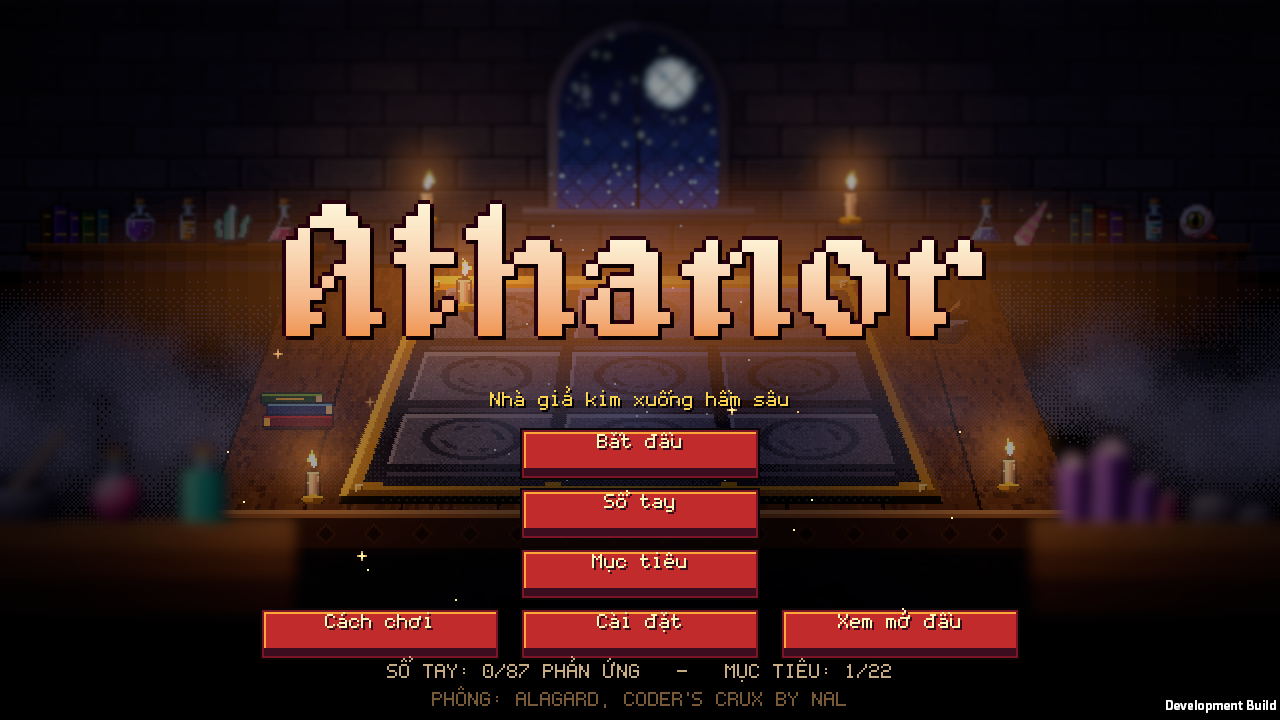 Athanor
Nhà giả kim xuống hầm sâu
Bắt đầu
Sổ tay
Mục tiêu
Cách chơi
Cài đặt
Xem mở đầu
SỔ TAY: 0/87 PHẢN ỨNG – MỤC TIÊU: 1/22
PHÔNG: ALAGARD, CODER'S CRUX BY NAL
Development Build